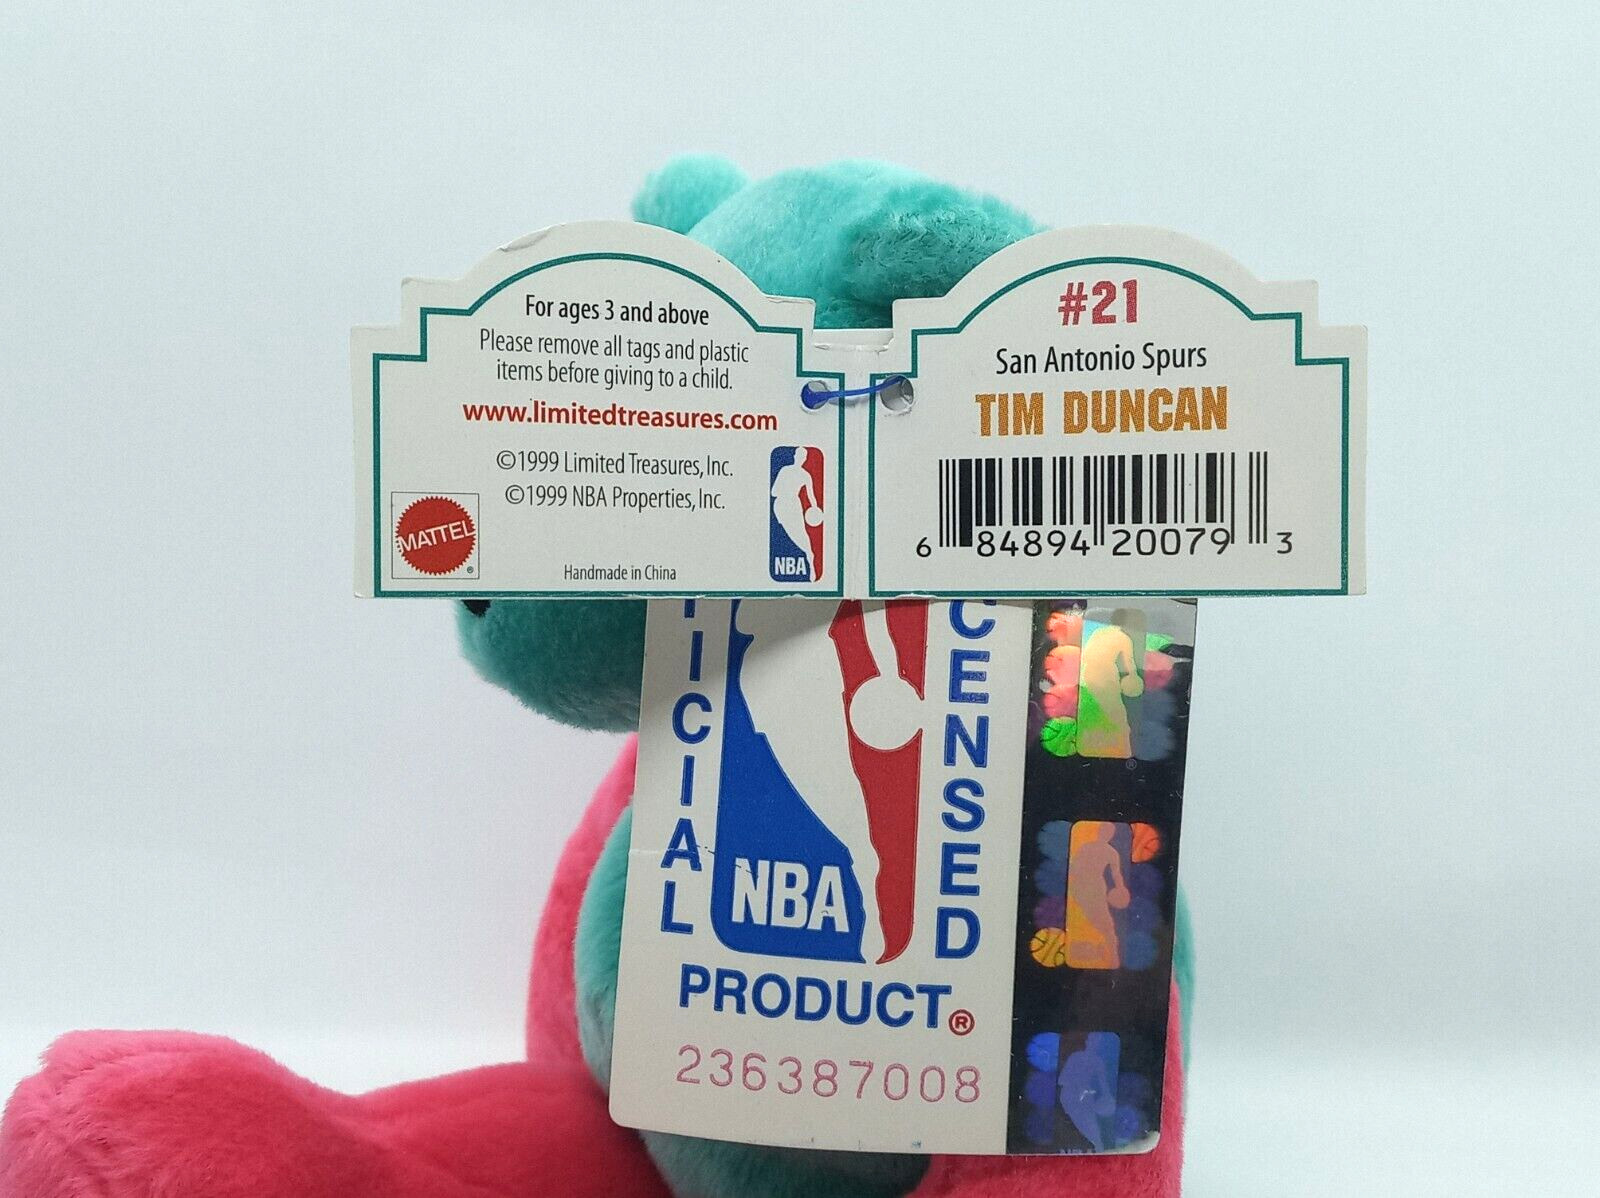 For ages 3 and above
Please remove all tags and plastic
items before giving to a child.
www.limitedtreasures.com
©1999 Limited Treasures, Inc.
©1999 NBA Properties, Inc.
MATTEL®
Handmade in China
NBA
#21
San Antonio Spurs
TIM DUNCAN
6 84894 20079 3
ICIAL
CENSED
NBA
PRODUCT®
236387008